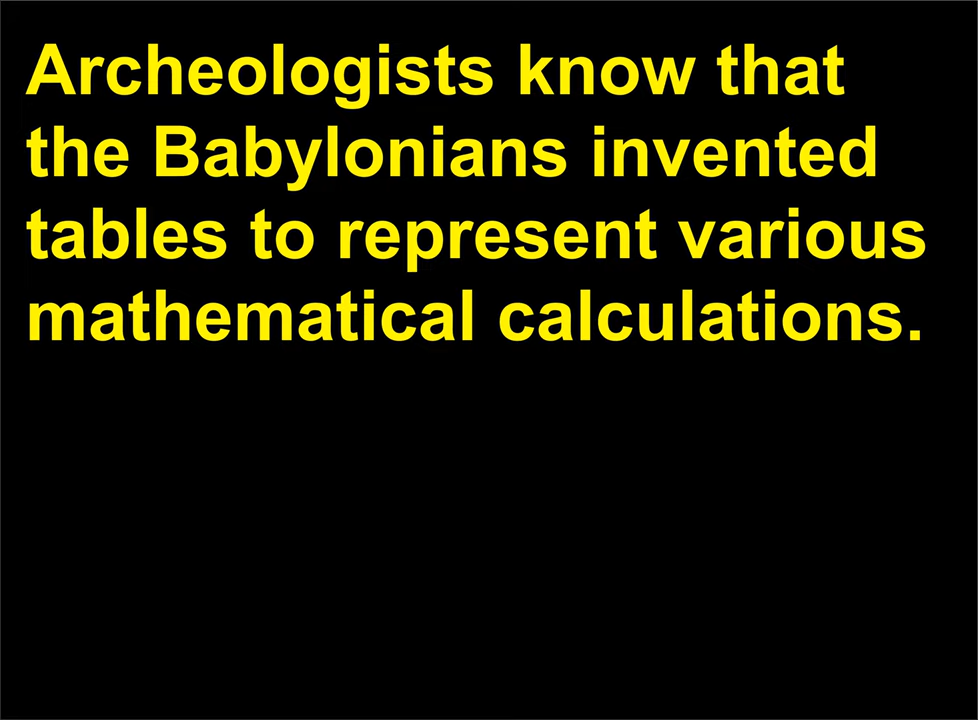 Archeologists know that
the Babylonians invented
tables to represent various
mathematical calculations.